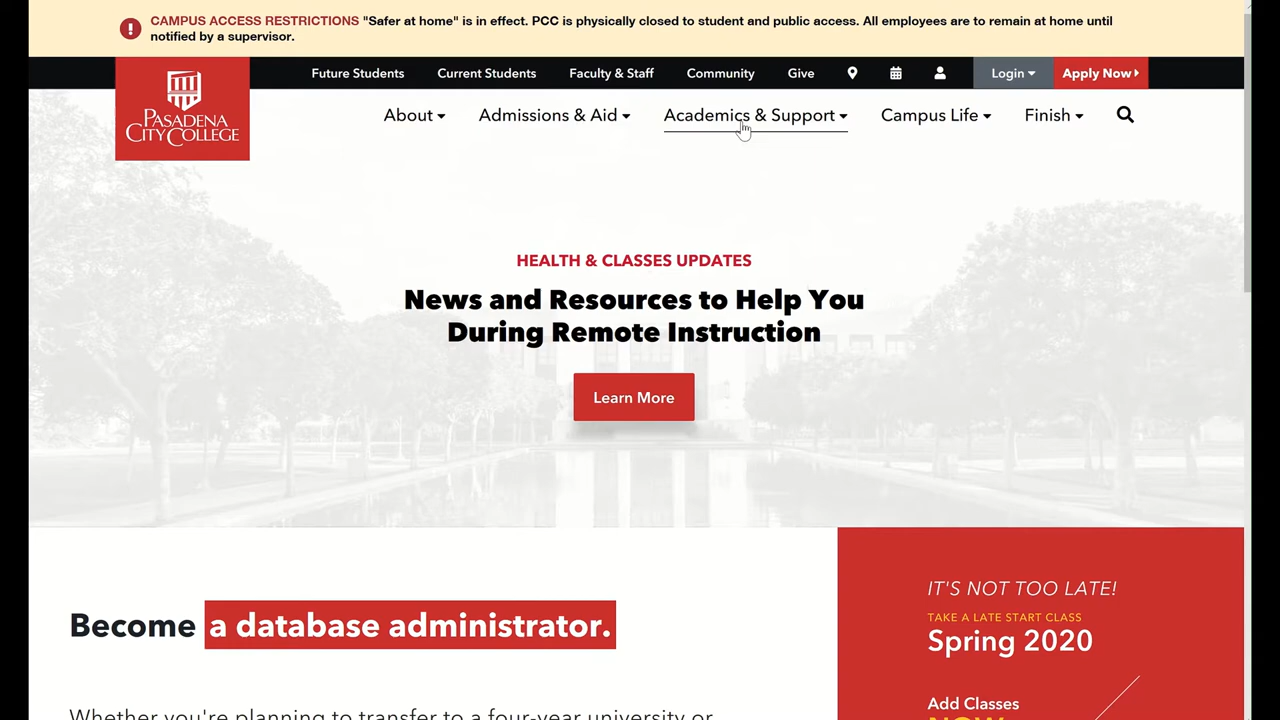 CAMPUS ACCESS RESTRICTIONS "Safer at home" is in effect. PCC is physically closed to student and public access. All employees are to remain at home until
notified by a supervisor.
Future Students Current Students Faculty & Staff Community Give Login Apply Now
PASADENA
CITY COLLEGE
About Admissions & Aid Academics & Support Campus Life Finish
HEALTH & CLASSES UPDATES
News and Resources to Help You
During Remote Instruction
Learn More
Become a database administrator.
Whether you're planning to transfer to a four-year university or
IT'S NOT TOO LATE!
TAKE A LATE START CLASS
Spring 2020
Add Classes
NOW